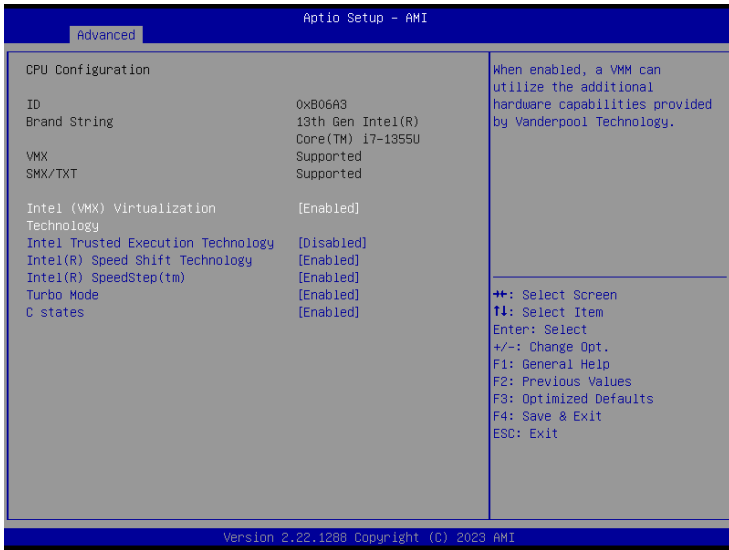 Aptio Setup - AMI
Advanced
CPU Configuration
ID 0xB06A3
Brand String 13th Gen Intel(R)
Core(TM) i7-1355U
VMX Supported
SMX/TXT Supported
Intel (VMX) Virtualization [Enabled]
Technology
Intel Trusted Execution Technology [Disabled]
Intel(R) Speed Shift Technology [Enabled]
Intel(R) SpeedStep(tm) [Enabled]
Turbo Mode [Enabled]
C states [Enabled]
When enabled, a VMM can
utilize the additional
hardware capabilities provided
by Vanderpool Technology.
→←: Select Screen
↑↓: Select Item
Enter: Select
+/-: Change Opt.
F1: General Help
F2: Previous Values
F3: Optimized Defaults
F4: Save & Exit
ESC: Exit
Version 2.22.1288 Copyright (C) 2023 AMI